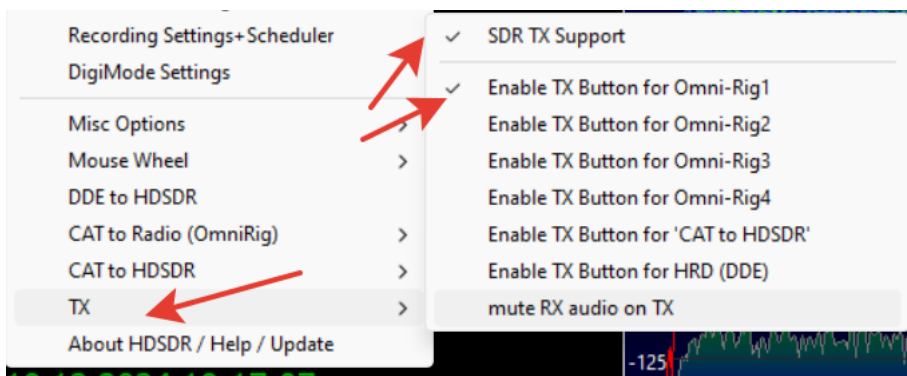 Recording Settings+Scheduler
DigiMode Settings
Misc Options
Mouse Wheel
DDE to HDSDR
CAT to Radio (OmniRig)
CAT to HDSDR
TX
About HDSDR / Help / Update
SDR TX Support
Enable TX Button for Omni-Rig1
Enable TX Button for Omni-Rig2
Enable TX Button for Omni-Rig3
Enable TX Button for Omni-Rig4
Enable TX Button for 'CAT to HDSDR'
Enable TX Button for HRD (DDE)
mute RX audio on TX
-125